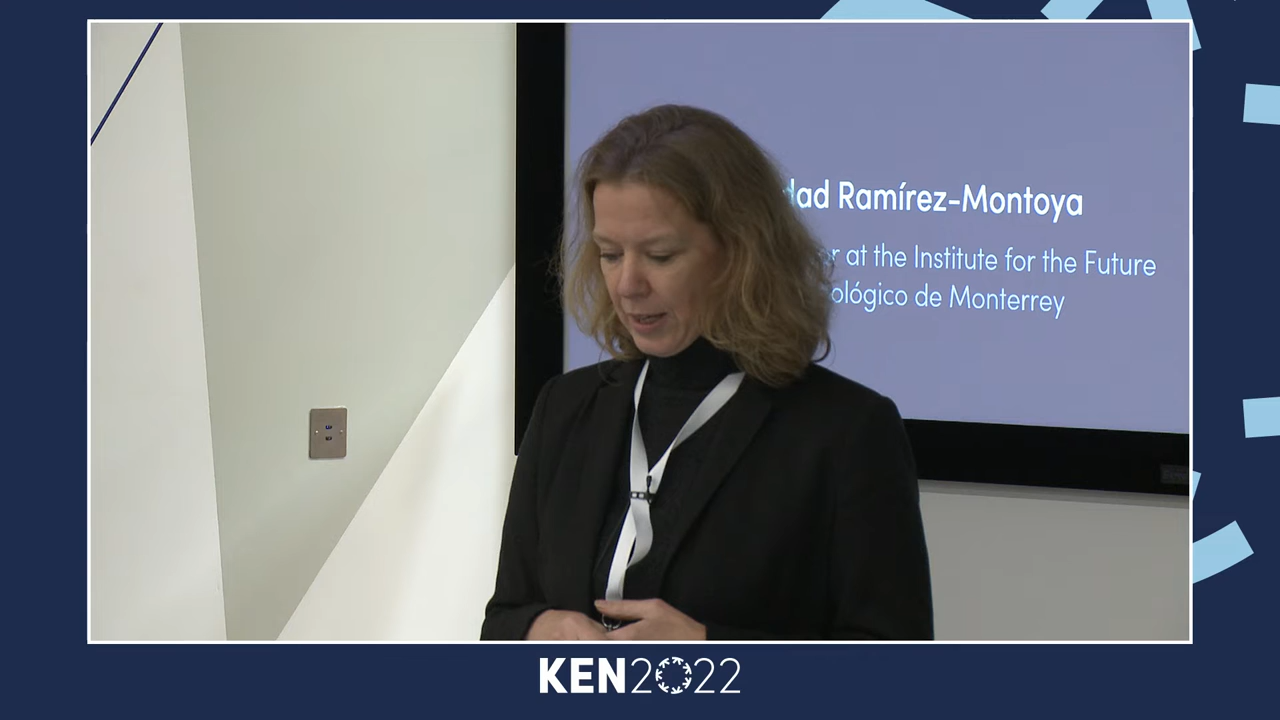 dad Ramírez-Montoya
r at the Institute for the Future
ológico de Monterrey
KEN2022